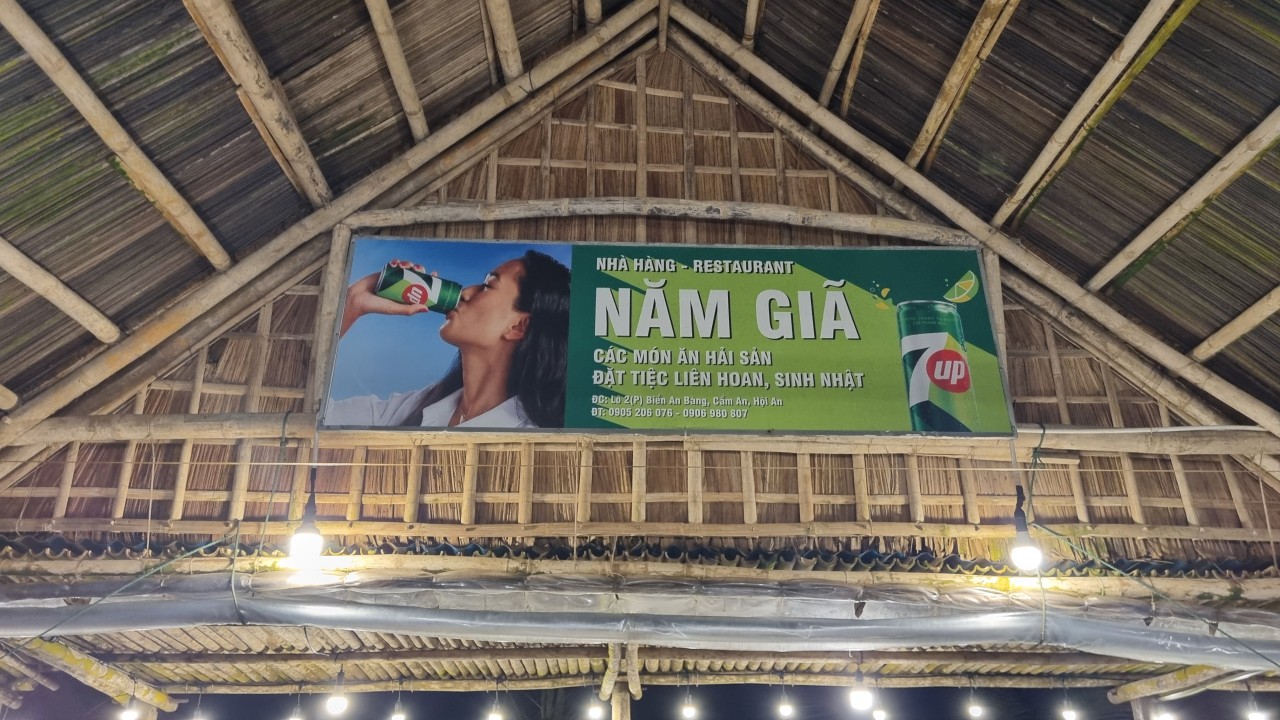 NHÀ HÀNG - RESTAURANT
NĂM GIÃ
CÁC MÓN ĂN HẢI SẢN
ĐẶT TIỆC LIÊN HOAN, SINH NHẬT
ĐC: Lô 2(P) Biển An Bàng, Cẩm An, Hội An
ĐT: 0905 206 076 - 0906 980 807
7up